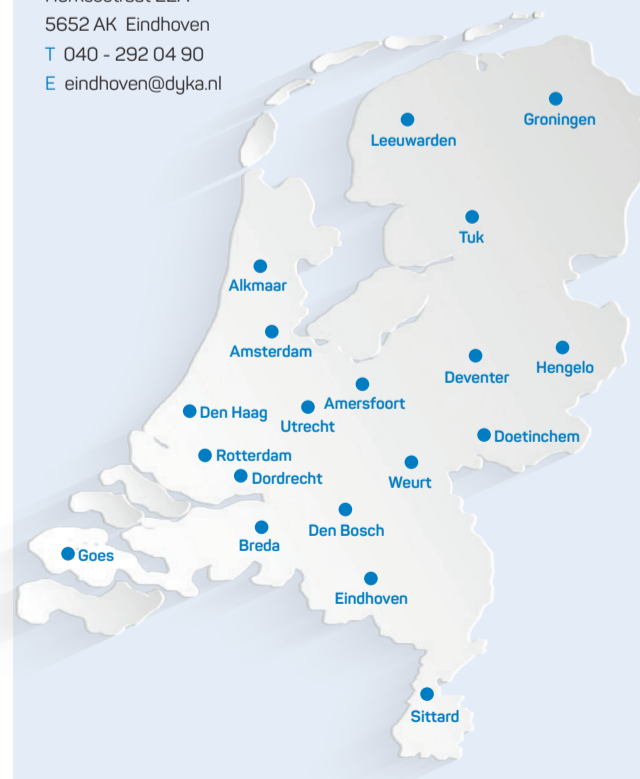 5652 AK Eindhoven
T 040 - 292 04 90
E eindhoven@dyka.nl
Groningen
Leeuwarden
Tuk
Alkmaar
Amsterdam
Hengelo
Deventer
Amersfoort
Den Haag
Utrecht
Doetinchem
Rotterdam
Dordrecht
Weurt
Den Bosch
Breda
Goes
Eindhoven
Sittard